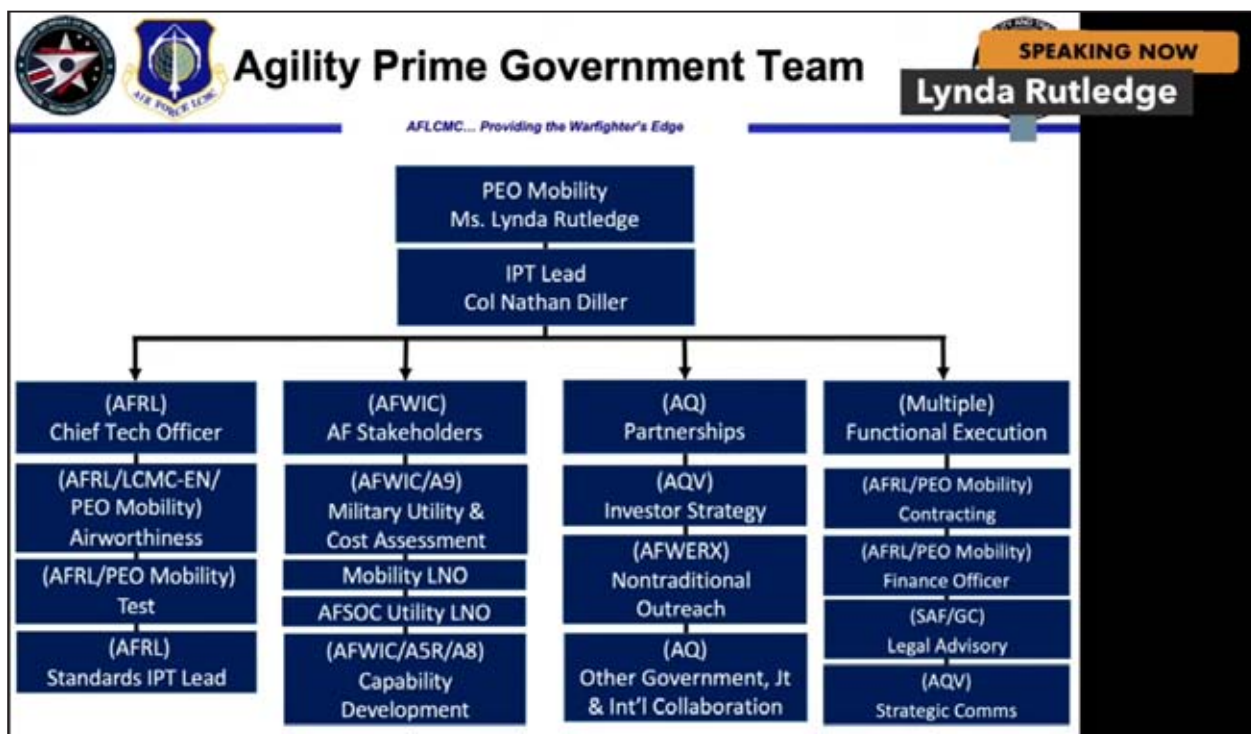 Agility Prime Government Team
SPEAKING NOW
Lynda Rutledge
AIR FORCE LCMC
AFLCMC... Providing the Warfighter's Edge
PEO Mobility
Ms. Lynda Rutledge
IPT Lead
Col Nathan Diller
(AFRL)
Chief Tech Officer
(AFRL/LCMC-EN/
PEO Mobility)
Airworthiness
(AFRL/PEO Mobility)
Test
(AFRL)
Standards IPT Lead
(AFWIC)
AF Stakeholders
(AFWIC/A9)
Military Utility &
Cost Assessment
Mobility LNO
AFSOC Utility LNO
(AFWIC/A5R/A8)
Capability
Development
(AQ)
Partnerships
(AQV)
Investor Strategy
(AFWERX)
Nontraditional
Outreach
(AQ)
Other Government, Jt
& Int'l Collaboration
(Multiple)
Functional Execution
(AFRL/PEO Mobility)
Contracting
(AFRL/PEO Mobility)
Finance Officer
(SAF/GC)
Legal Advisory
(AQV)
Strategic Comms